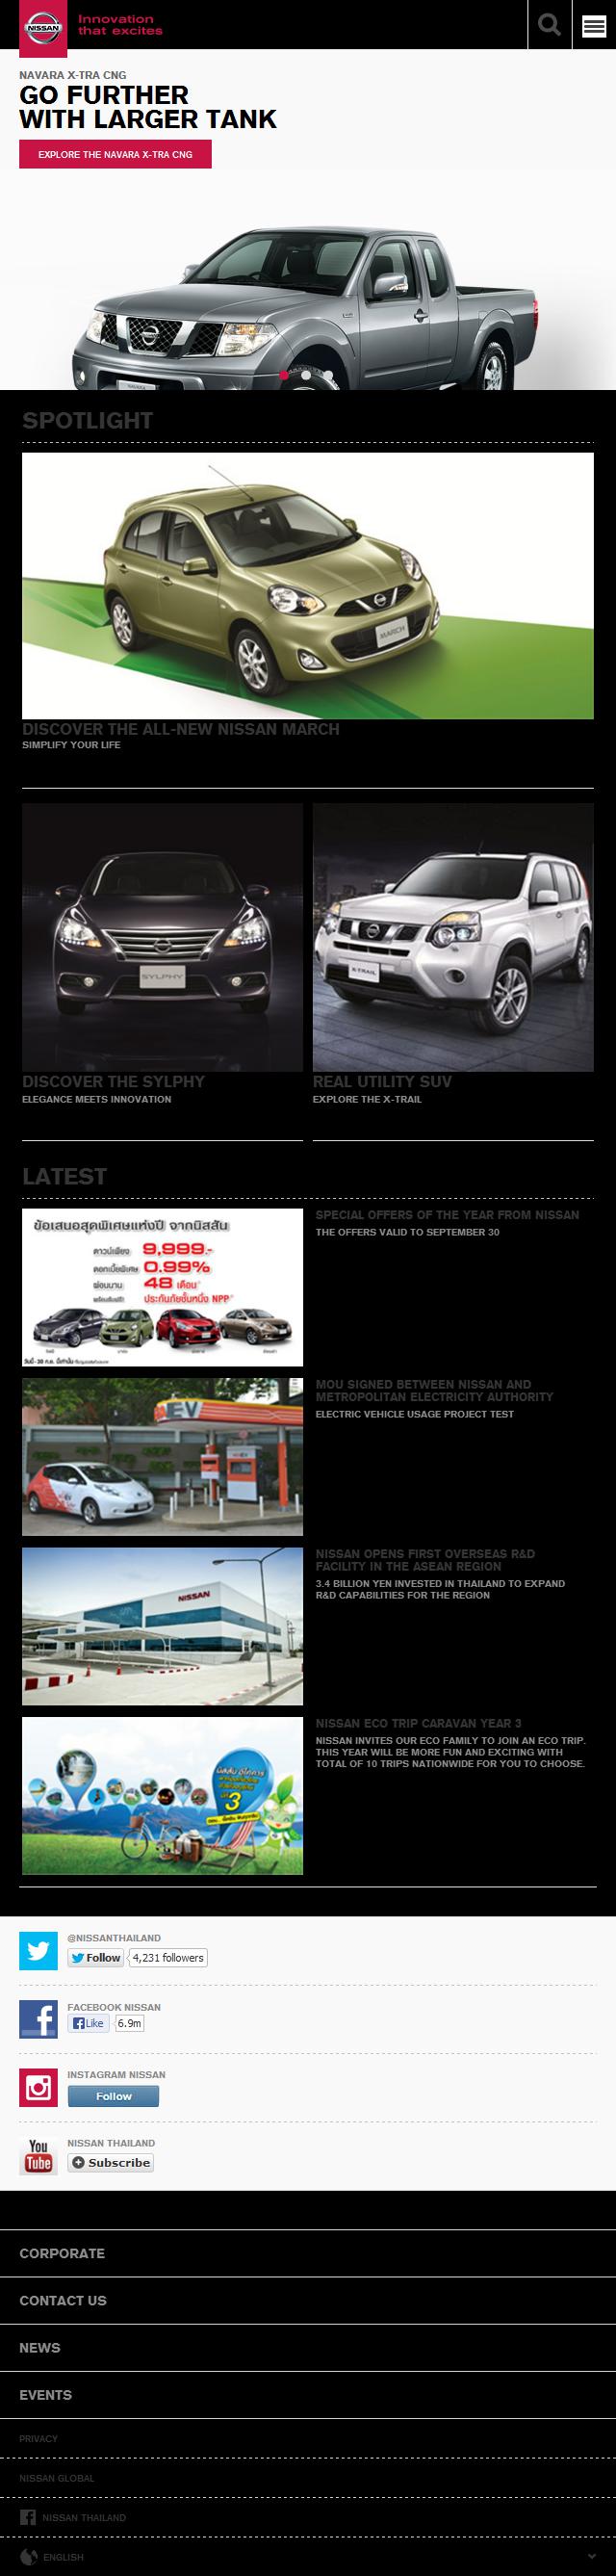 NISSAN
Innovation
that excites
NAVARA X-TRA CNG
GO FURTHER
WITH LARGER TANK
EXPLORE THE NAVARA X-TRA CNG
SPOTLIGHT
MARCH
DISCOVER THE ALL-NEW NISSAN MARCH
SIMPLIFY YOUR LIFE
SYLPHY
X-TRAIL
DISCOVER THE SYLPHY
ELEGANCE MEETS INNOVATION
REAL UTILITY SUV
EXPLORE THE X-TRAIL
LATEST
ข้อเสนอสุดพิเศษแห่งปี จากนิสสัน
ดาวน์เพียง 9,999.-
ดอกเบี้ยพิเศษ 0.99%
ผ่อนนาน 48 เดือน
ประกันภัยชั้นหนึ่ง NPP
SPECIAL OFFERS OF THE YEAR FROM NISSAN
THE OFFERS VALID TO SEPTEMBER 30
EV
MOU SIGNED BETWEEN NISSAN AND
METROPOLITAN ELECTRICITY AUTHORITY
ELECTRIC VEHICLE USAGE PROJECT TEST
NISSAN
NISSAN OPENS FIRST OVERSEAS R&D
FACILITY IN THE ASEAN REGION
3.4 BILLION YEN INVESTED IN THAILAND TO EXPAND
R&D CAPABILITIES FOR THE REGION
3
NISSAN ECO TRIP CARAVAN YEAR 3
NISSAN INVITES OUR ECO FAMILY TO JOIN AN ECO TRIP.
THIS YEAR WILL BE MORE FUN AND EXCITING WITH
TOTAL OF 10 TRIPS NATIONWIDE FOR YOU TO CHOOSE.
@NISSANTHAILAND
Follow 4,231 followers
FACEBOOK NISSAN
Like 6.9m
INSTAGRAM NISSAN
Follow
You Tube
NISSAN THAILAND
Subscribe
CORPORATE
CONTACT US
NEWS
EVENTS
PRIVACY
NISSAN GLOBAL
NISSAN THAILAND
ENGLISH